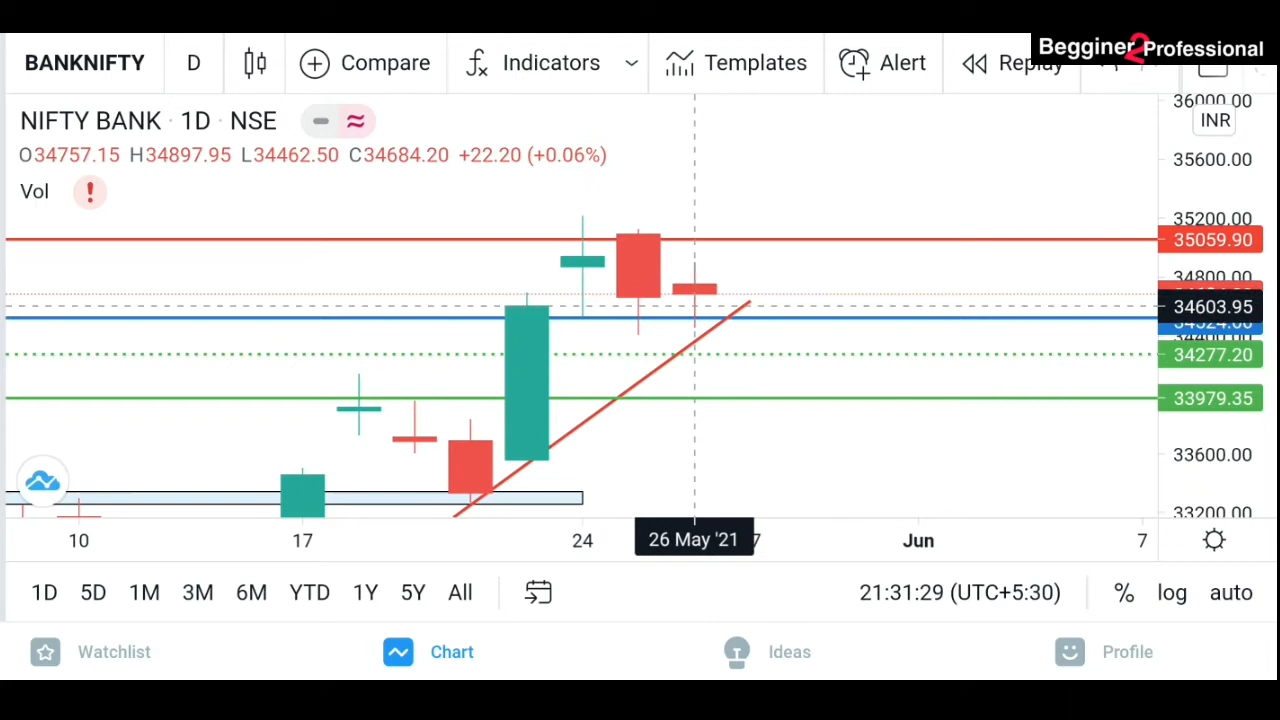 BANKNIFTY D Compare Indicators Templates Alert Replay
Begginer2Professional
NIFTY BANK · 1D · NSE
O34757.15 H34897.95 L34462.50 C34684.20 +22.20 (+0.06%)
Vol
36000.00
INR
35600.00
35200.00
35059.90
34800.00
34603.95
34400.00
34277.20
33979.35
33600.00
33200.00
10 17 24 26 May '21 7 Jun 7
1D 5D 1M 3M 6M YTD 1Y 5Y All 21:31:29 (UTC+5:30) % log auto
Watchlist Chart Ideas Profile